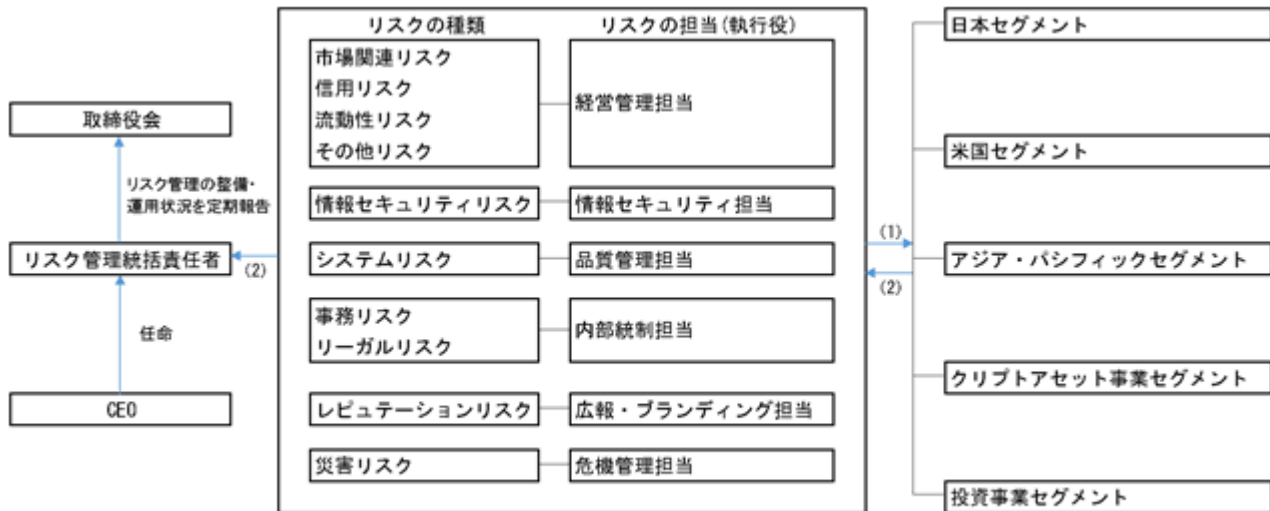 取締役会
リスク管理の整備・
運用状況を定期報告
リスク管理統括責任者
(2)
任命
CEO
リスクの種類
リスクの担当(執行役)
市場関連リスク
信用リスク
流動性リスク
その他リスク
経営管理担当
情報セキュリティリスク
情報セキュリティ担当
システムリスク
品質管理担当
事務リスク
リーガルリスク
内部統制担当
レピュテーションリスク
広報・ブランディング担当
災害リスク
危機管理担当
(1)
(2)
日本セグメント
米国セグメント
アジア・パシフィックセグメント
クリプトアセット事業セグメント
投資事業セグメント